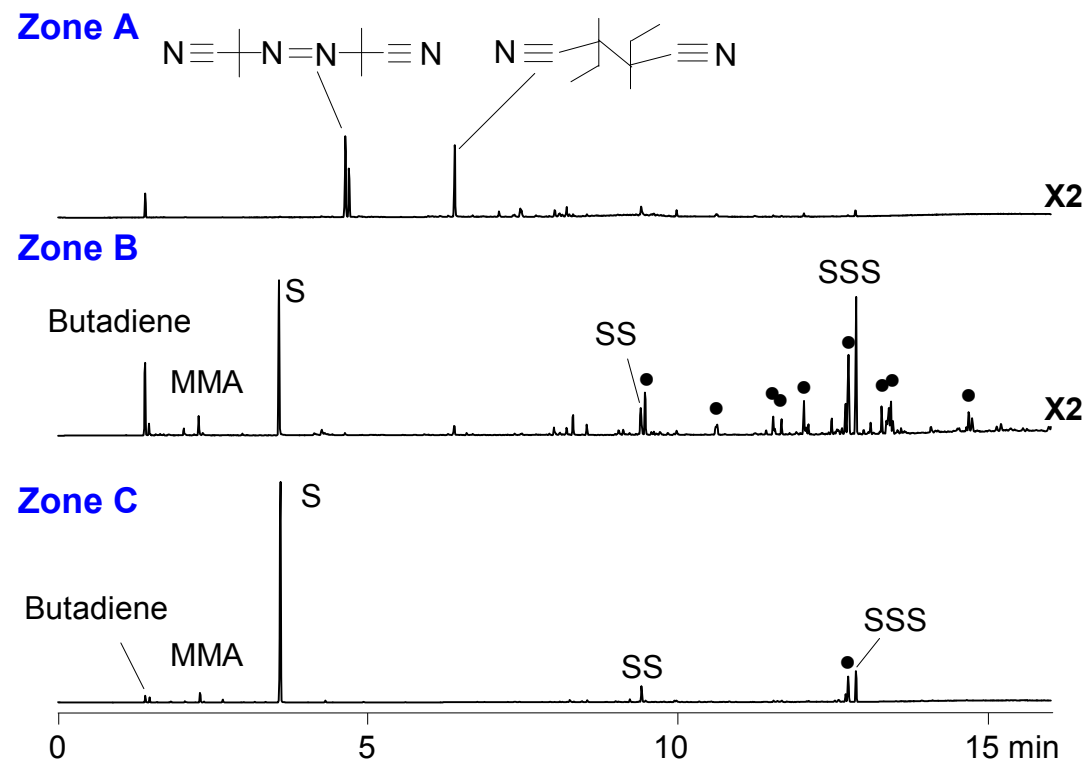 Zone A
N N=N N
N N
X2
Zone B
Butadiene
MMA
S
SS
SSS
X2
Zone C
Butadiene
MMA
S
SS
SSS
0 5 10 15 min